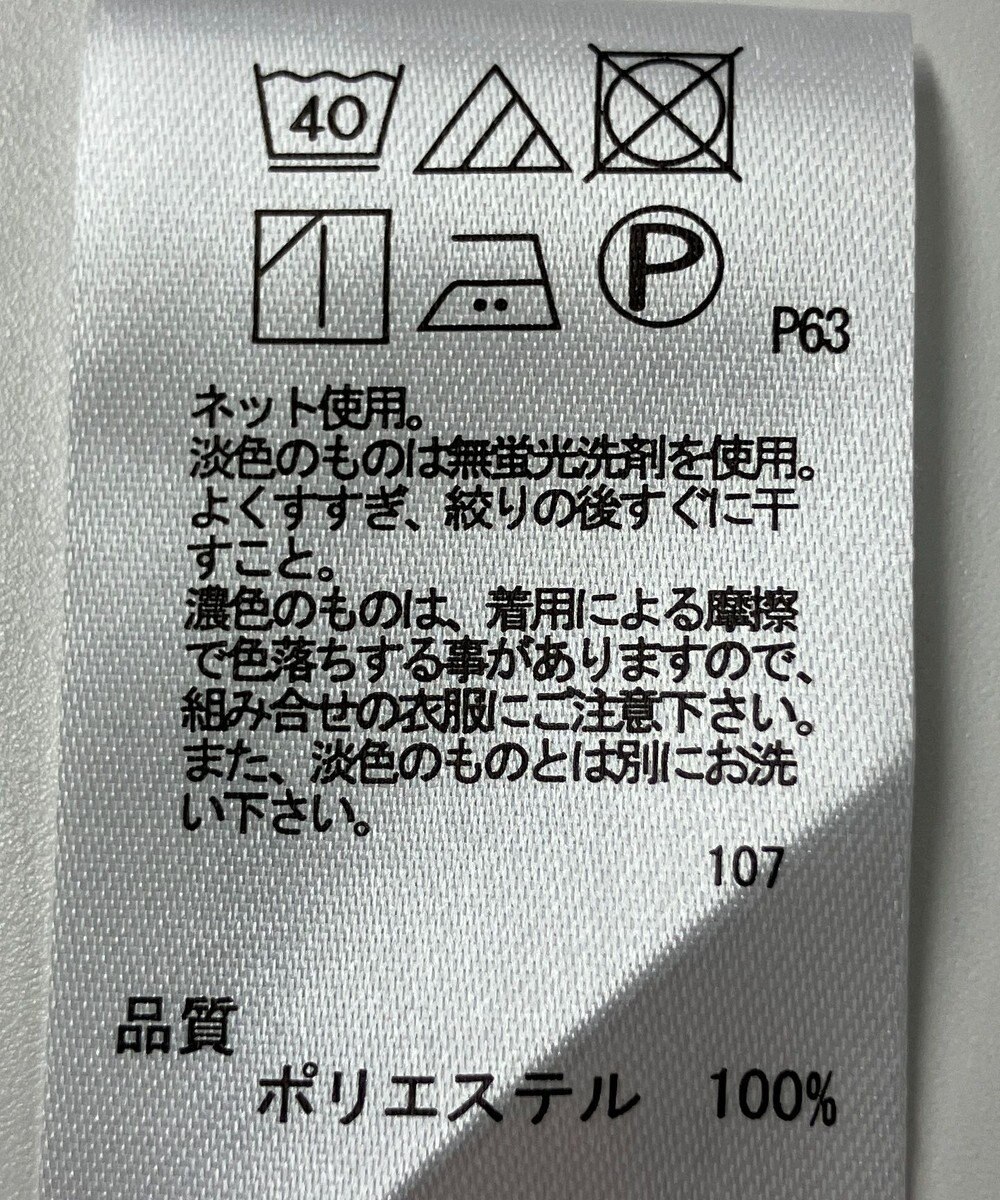 40
P
P63
ネット使用。
淡色のものは無蛍光洗剤を使用。
よくすすぎ、絞りの後すぐに干
すこと。
濃色のものは、着用による摩擦
で色落ちする事がありますので、
組み合せの衣服にご注意下さい。
また、淡色のものとは別にお洗
い下さい。
107
品質
ポリエステル 100%